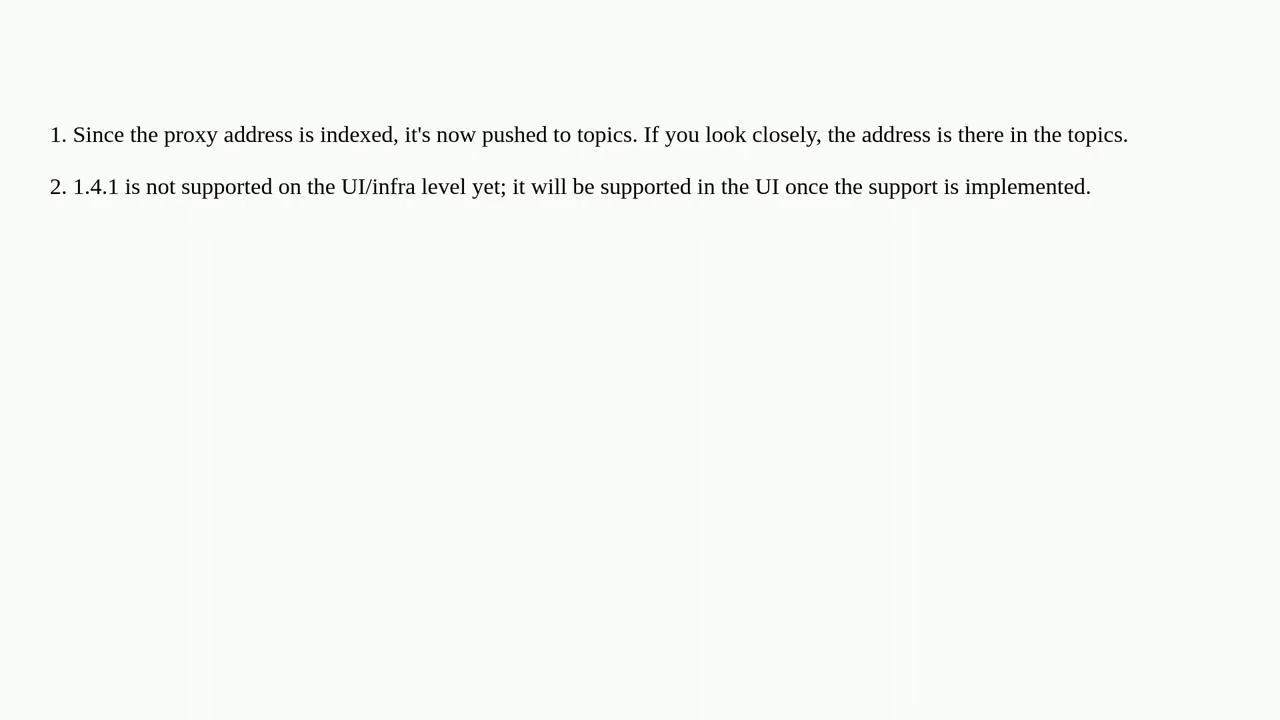 1. Since the proxy address is indexed, it's now pushed to topics. If you look closely, the address is there in the topics.
2. 1.4.1 is not supported on the UI/infra level yet; it will be supported in the UI once the support is implemented.